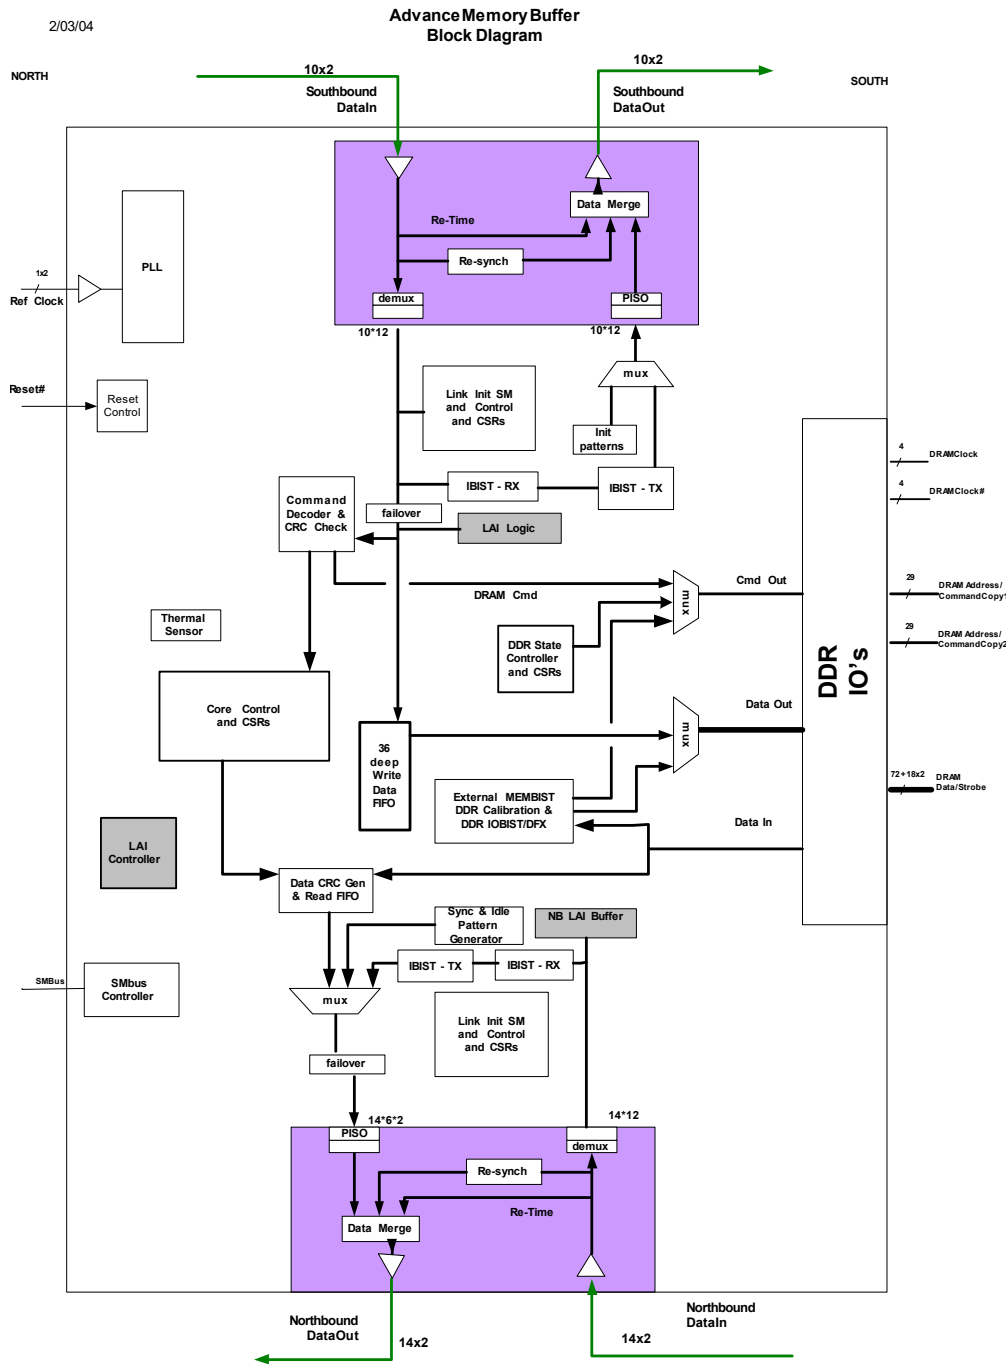 2/03/04
Advance Memory Buffer
Block DIagram
NORTH
10x2
10x2
SOUTH
Southbound
DataIn
Southbound
DataOut
Data Merge
Re-Time
Re-synch
PLL
1x2
Ref Clock
demux
PISO
10*12
10*12
mux
Reset#
Reset
Control
Link Init SM
and Control
and CSRs
Init
patterns
4
DRAMClock
IBIST - RX
IBIST - TX
4
DRAMClock#
Command
Decoder &
CRC Check
failover
LAI Logic
DRAM Cmd
mux
Cmd Out
29
DRAM Address/
CommandCopy1
Thermal
Sensor
DDR State
Controller
and CSRs
29
DRAM Address/
CommandCopy2
DDR
IO's
Core Control
and CSRs
Data Out
mux
36
deep
Write
Data
FIFO
External MEMBIST
DDR Calibration &
DDR IOBIST/DFX
72+18x2
DRAM
Data/Strobe
Data In
LAI
Controller
Data CRC Gen
& Read FIFO
Sync & Idle
Pattern
Generator
NB LAI Buffer
IBIST - TX
IBIST - RX
SMBus
SMbus
Controller
mux
Link Init SM
and Control
and CSRs
failover
14*6*2
14*12
PISO
demux
Re-synch
Re-Time
Data Merge
Northbound
DataOut
14x2
Northbound
DataIn
14x2